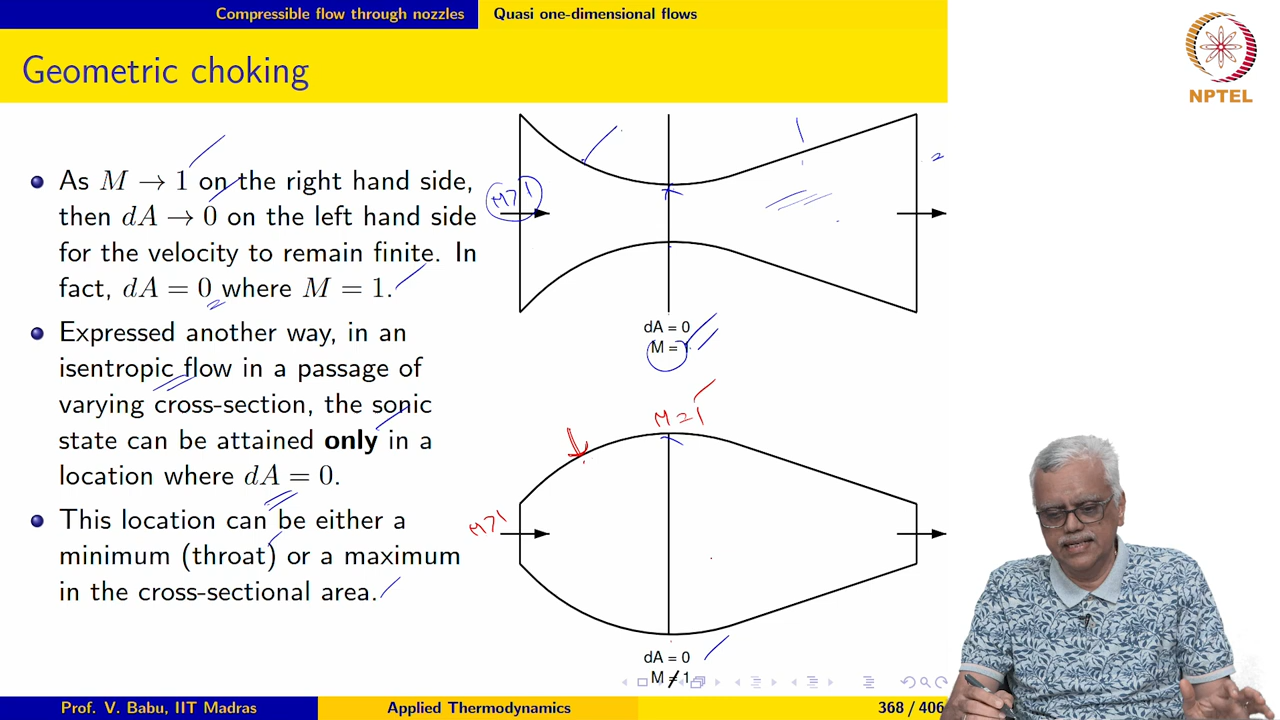 Compressible flow through nozzles
Quasi one-dimensional flows
Geometric choking
NPTEL
As M → 1 on the right hand side,
then dA → 0 on the left hand side
for the velocity to remain finite. In
fact, dA = 0 where M = 1.
Expressed another way, in an
isentropic flow in a passage of
varying cross-section, the sonic
state can be attained only in a
location where dA = 0.
This location can be either a
minimum (throat) or a maximum
in the cross-sectional area.
M>1
dA = 0
M = 1
M=1
M>1
dA = 0
M ≠ 1
Prof. V. Babu, IIT Madras
Applied Thermodynamics
368 / 406